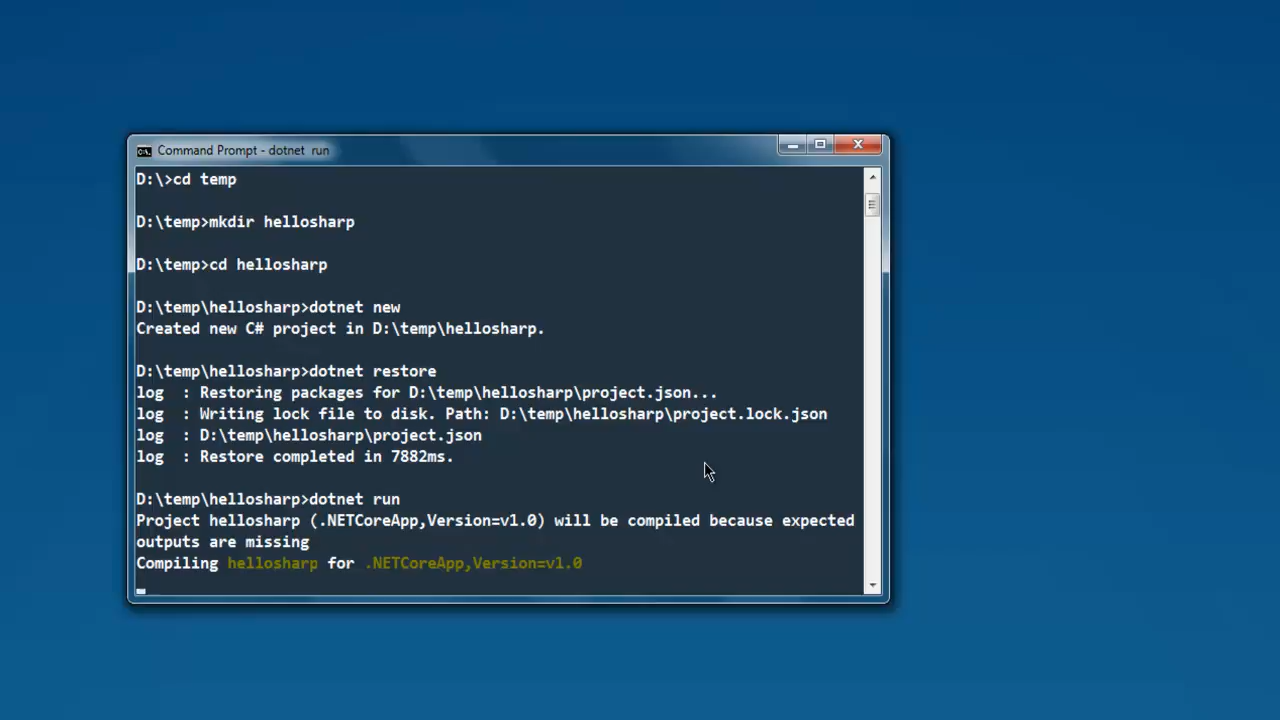 Command Prompt - dotnet  run
D:\>cd temp
D:\temp>mkdir hellosharp
D:\temp>cd hellosharp
D:\temp\hellosharp>dotnet new
Created new C# project in D:\temp\hellosharp.
D:\temp\hellosharp>dotnet restore
log  : Restoring packages for D:\temp\hellosharp\project.json...
log  : Writing lock file to disk. Path: D:\temp\hellosharp\project.lock.json
log  : D:\temp\hellosharp\project.json
log  : Restore completed in 7882ms.
D:\temp\hellosharp>dotnet run
Project hellosharp (.NETCoreApp,Version=v1.0) will be compiled because expected
outputs are missing
Compiling hellosharp for .NETCoreApp,Version=v1.0